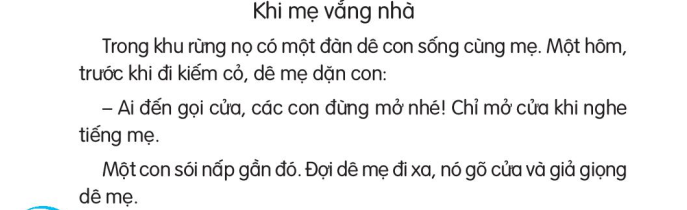 Khi mẹ vắng nhà
Trong khu rừng nọ có một đàn dê con sống cùng mẹ. Một hôm,
trước khi đi kiếm cỏ, dê mẹ dặn con:
– Ai đến gọi cửa, các con đừng mở nhé! Chỉ mở cửa khi nghe
tiếng mẹ.
Một con sói nấp gần đó. Đợi dê mẹ đi xa, nó gõ cửa và giả giọng
dê mẹ.